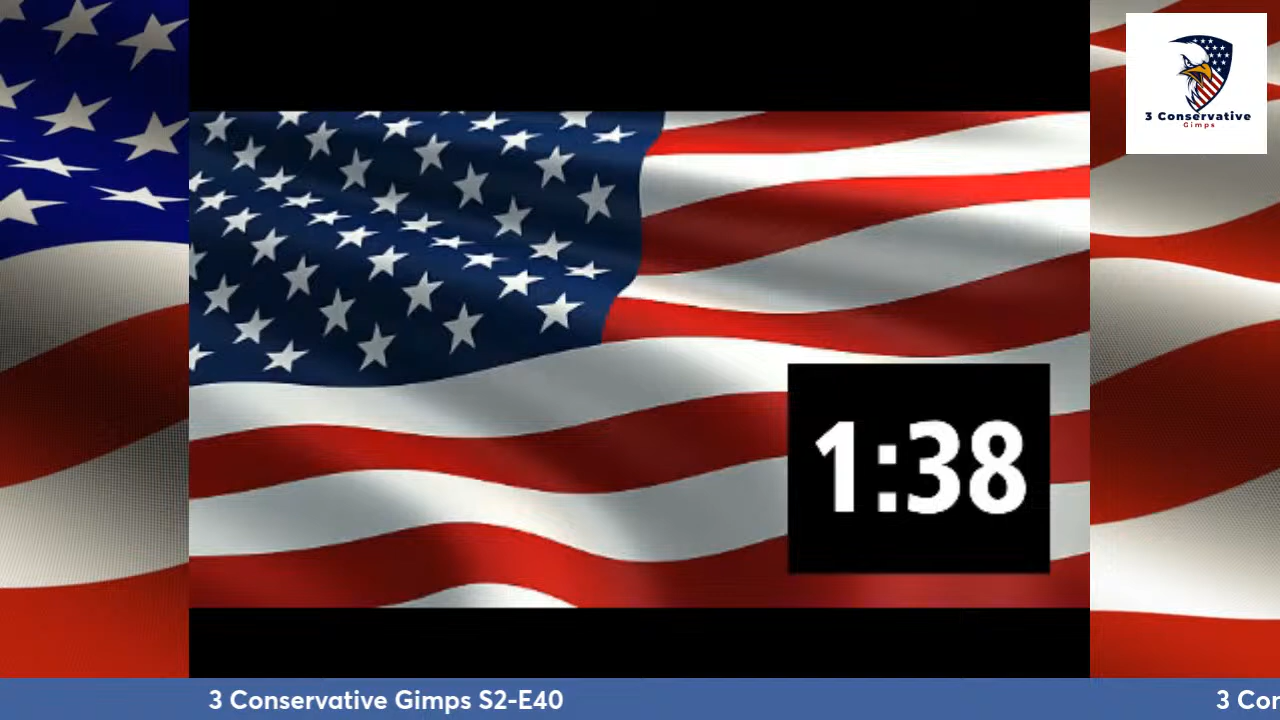 3 Conservative
Gimps
1:38
3 Conservative Gimps S2-E40
3 Cor